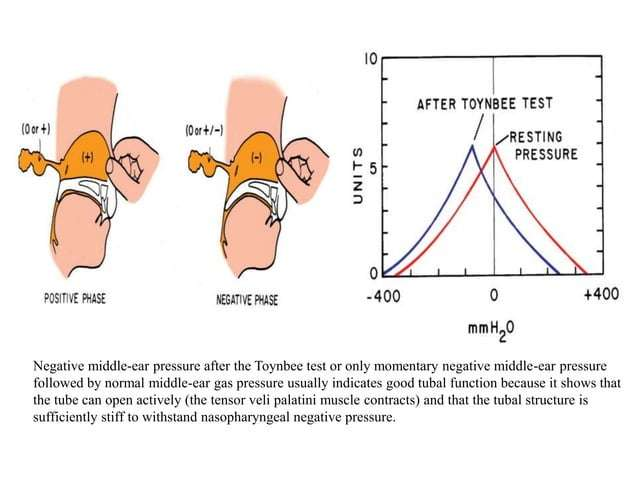 (0 or +)
(+)
POSITIVE PHASE
(0 or +/−)
(−)
NEGATIVE PHASE
10
AFTER TOYNBEE TEST
RESTING
PRESSURE
UNITS
5
0
-400
0
+400
mmH₂O
Negative middle-ear pressure after the Toynbee test or only momentary negative middle-ear pressure
followed by normal middle-ear gas pressure usually indicates good tubal function because it shows that
the tube can open actively (the tensor veli palatini muscle contracts) and that the tubal structure is
sufficiently stiff to withstand nasopharyngeal negative pressure.